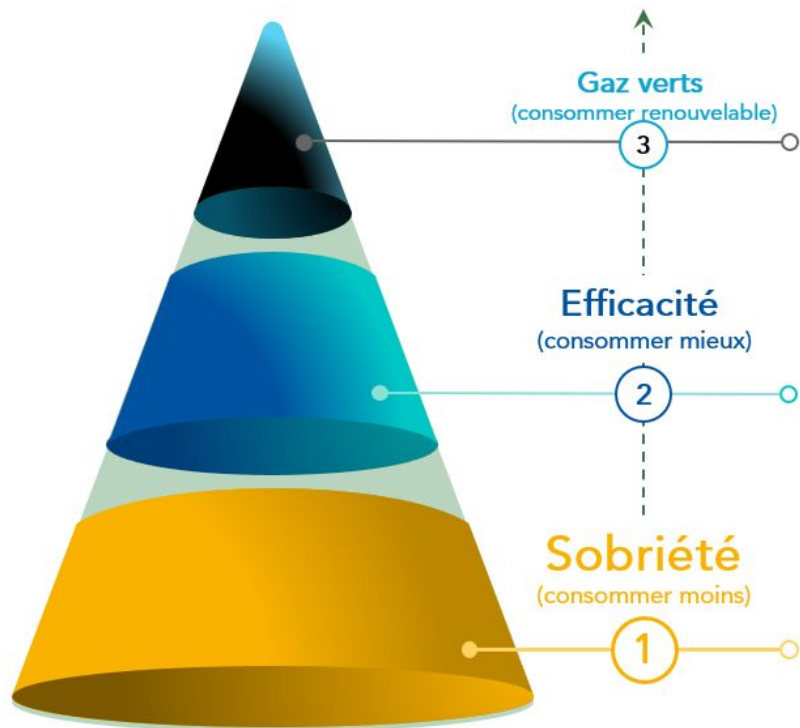 Gaz verts
(consommer renouvelable)
3
Efficacité
(consommer mieux)
2
Sobriété
(consommer moins)
1